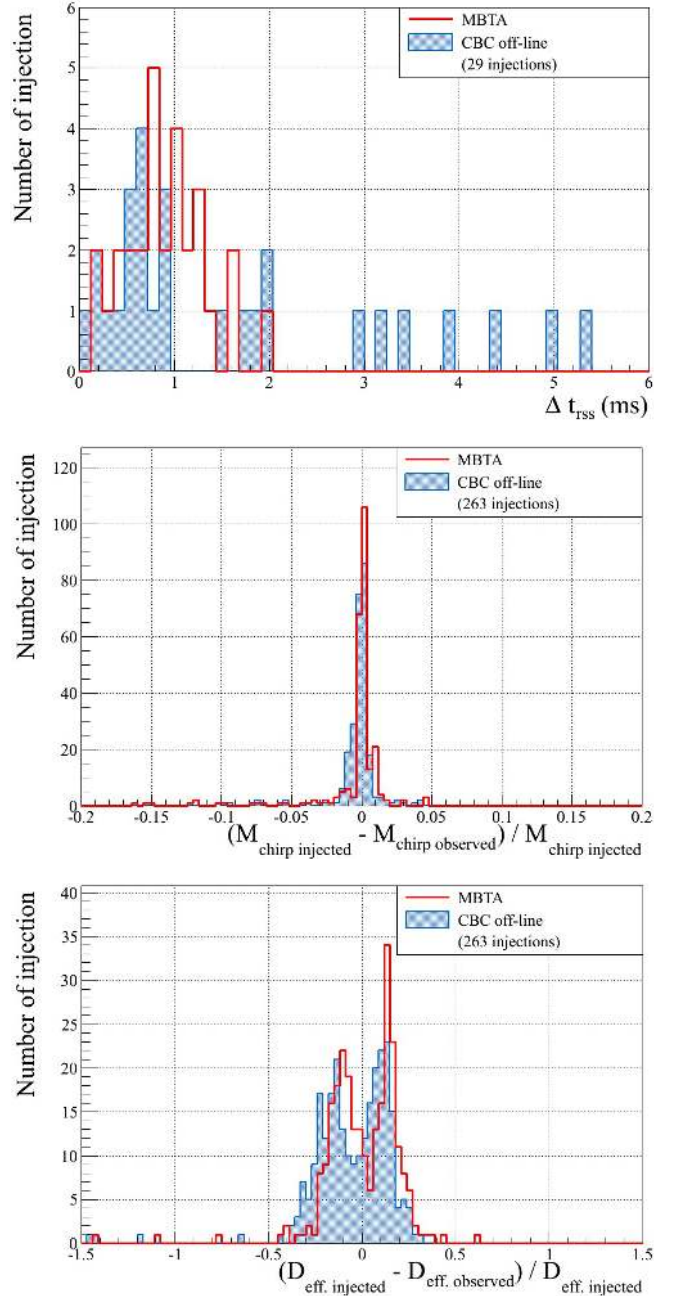 6
5
4
3
2
1
0
Number of injection
MBTA
CBC off-line
(29 injections)
0 1 2 3 4 5 6
Δ t_rss (ms)
120
100
80
60
40
20
0
Number of injection
MBTA
CBC off-line
(263 injections)
-0.2 -0.15 -0.1 -0.05 0 0.05 0.1 0.15 0.2
(M_chirp injected - M_chirp observed) / M_chirp injected
40
35
30
25
20
15
10
5
0
Number of injection
MBTA
CBC off-line
(263 injections)
-1.5 -1 -0.5 0 0.5 1 1.5
(D_eff. injected - D_eff. observed) / D_eff. injected